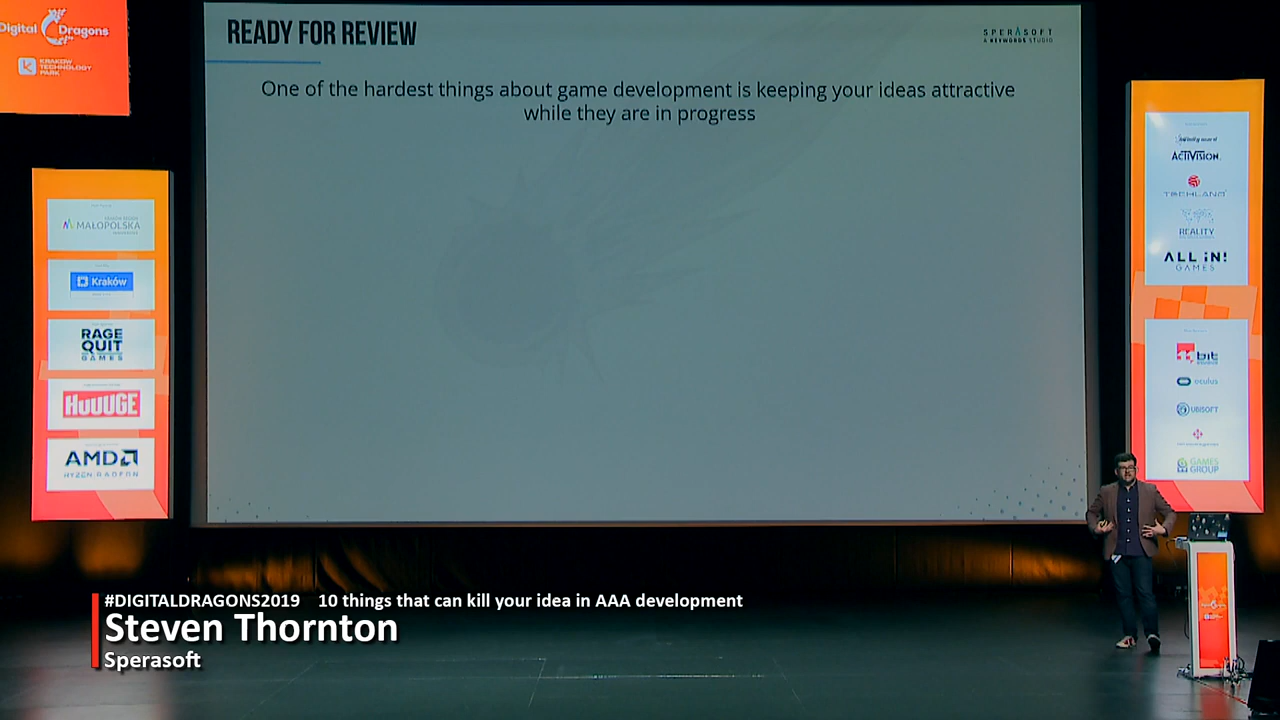 Digital Dragons
KRAKOW
TECHNOLOGY
PARK
READY FOR REVIEW
SPERASOFT
A KEYWORDS STUDIO
One of the hardest things about game development is keeping your ideas attractive
while they are in progress
MAŁOPOLSKA
Kraków
RAGE
QUIT
GAMES
HUUUGE
AMD
RYZEN RADEON
ACTIVISION
TECHLAND
REALITY
ALL iN!
GAMES
11 bit
oculus
UBISOFT
GAMES
GROUP
#DIGITALDRAGONS2019 10 things that can kill your idea in AAA development
Steven Thornton
Sperasoft